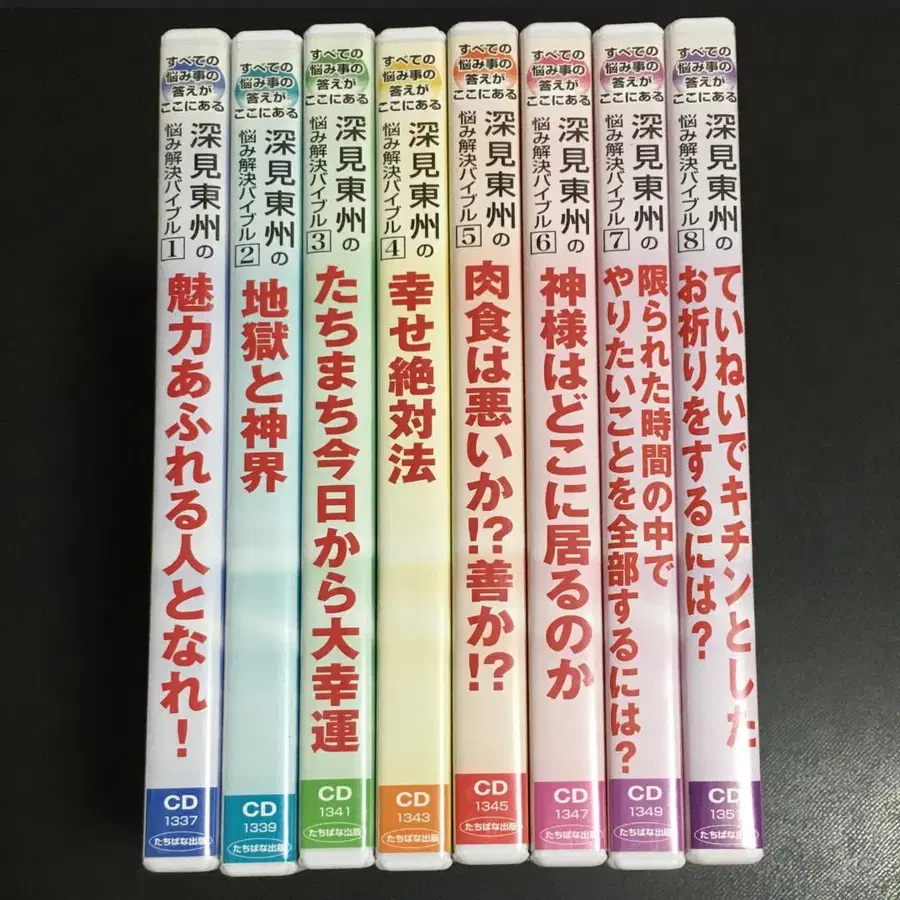 すべての
悩み事の
答えが
ここにある
深見東州の
悩み解決バイブル1
魅力あふれる人となれ!
CD
1337
たちばな出版
すべての
悩み事の
答えが
ここにある
深見東州の
悩み解決バイブル2
地獄と神界
CD
1339
たちばな出版
すべての
悩み事の
答えが
ここにある
深見東州の
悩み解決バイブル3
たちまち今日から大幸運
CD
1341
たちばな出版
すべての
悩み事の
答えが
ここにある
深見東州の
悩み解決バイブル4
幸せ絶対法
CD
1343
たちばな出版
すべての
悩み事の
答えが
ここにある
深見東州の
悩み解決バイブル5
肉食は悪いか!?善か!?
CD
1345
たちばな出版
すべての
悩み事の
答えが
ここにある
深見東州の
悩み解決バイブル6
神様はどこに居るのか
CD
1347
たちばな出版
すべての
悩み事の
答えが
ここにある
深見東州の
悩み解決バイブル7
限られた時間の中で
やりたいことを全部するには?
CD
1349
たちばな出版
すべての
悩み事の
答えが
ここにある
深見東州の
悩み解決バイブル8
ていねいでキチンとした
お祈りをするには?
CD
1351
たちばな出版